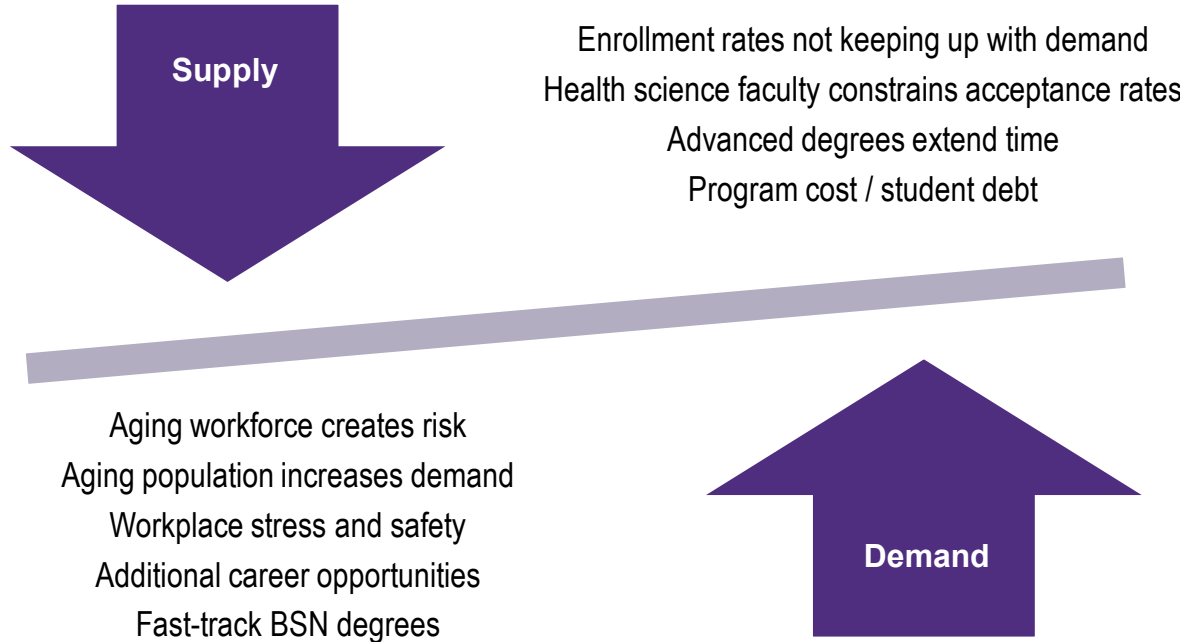 Supply
Enrollment rates not keeping up with demand
Health science faculty constrains acceptance rates
Advanced degrees extend time
Program cost / student debt
Aging workforce creates risk
Aging population increases demand
Workplace stress and safety
Additional career opportunities
Fast-track BSN degrees
Demand